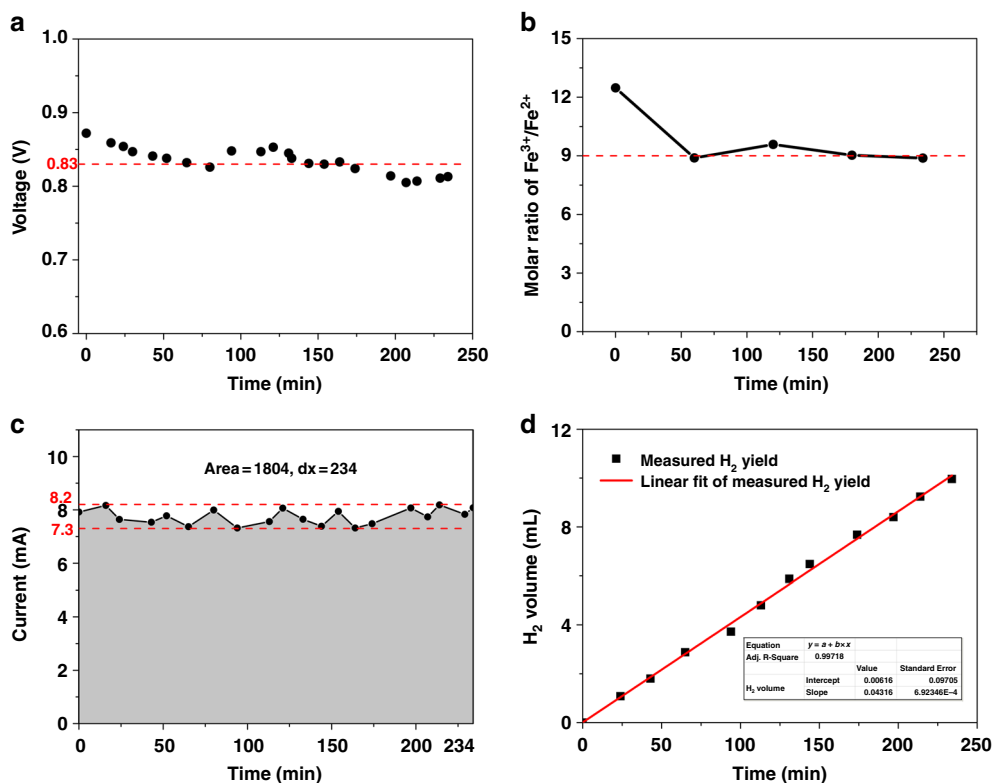 a
1.0
0.9
0.83
0.8
0.7
0.6
Voltage (V)
0
50
100
150
200
250
Time (min)
b
15
12
9
6
3
0
Molar ratio of Fe³⁺/Fe²⁺
0
50
100
150
200
250
Time (min)
c
10
8.2
8
7.3
6
4
2
0
Current (mA)
Area = 1804, dx = 234
0
50
100
150
200
234
Time (min)
d
12
8
4
0
H₂ volume (mL)
Measured H₂ yield
Linear fit of measured H₂ yield
Equation y = a + b×x
Adj. R-Square 0.99718
Value Standard Error
H₂ volume Intercept 0.00616 0.09705
Slope 0.04316 6.92346E–4
0
50
100
150
200
250
Time (min)